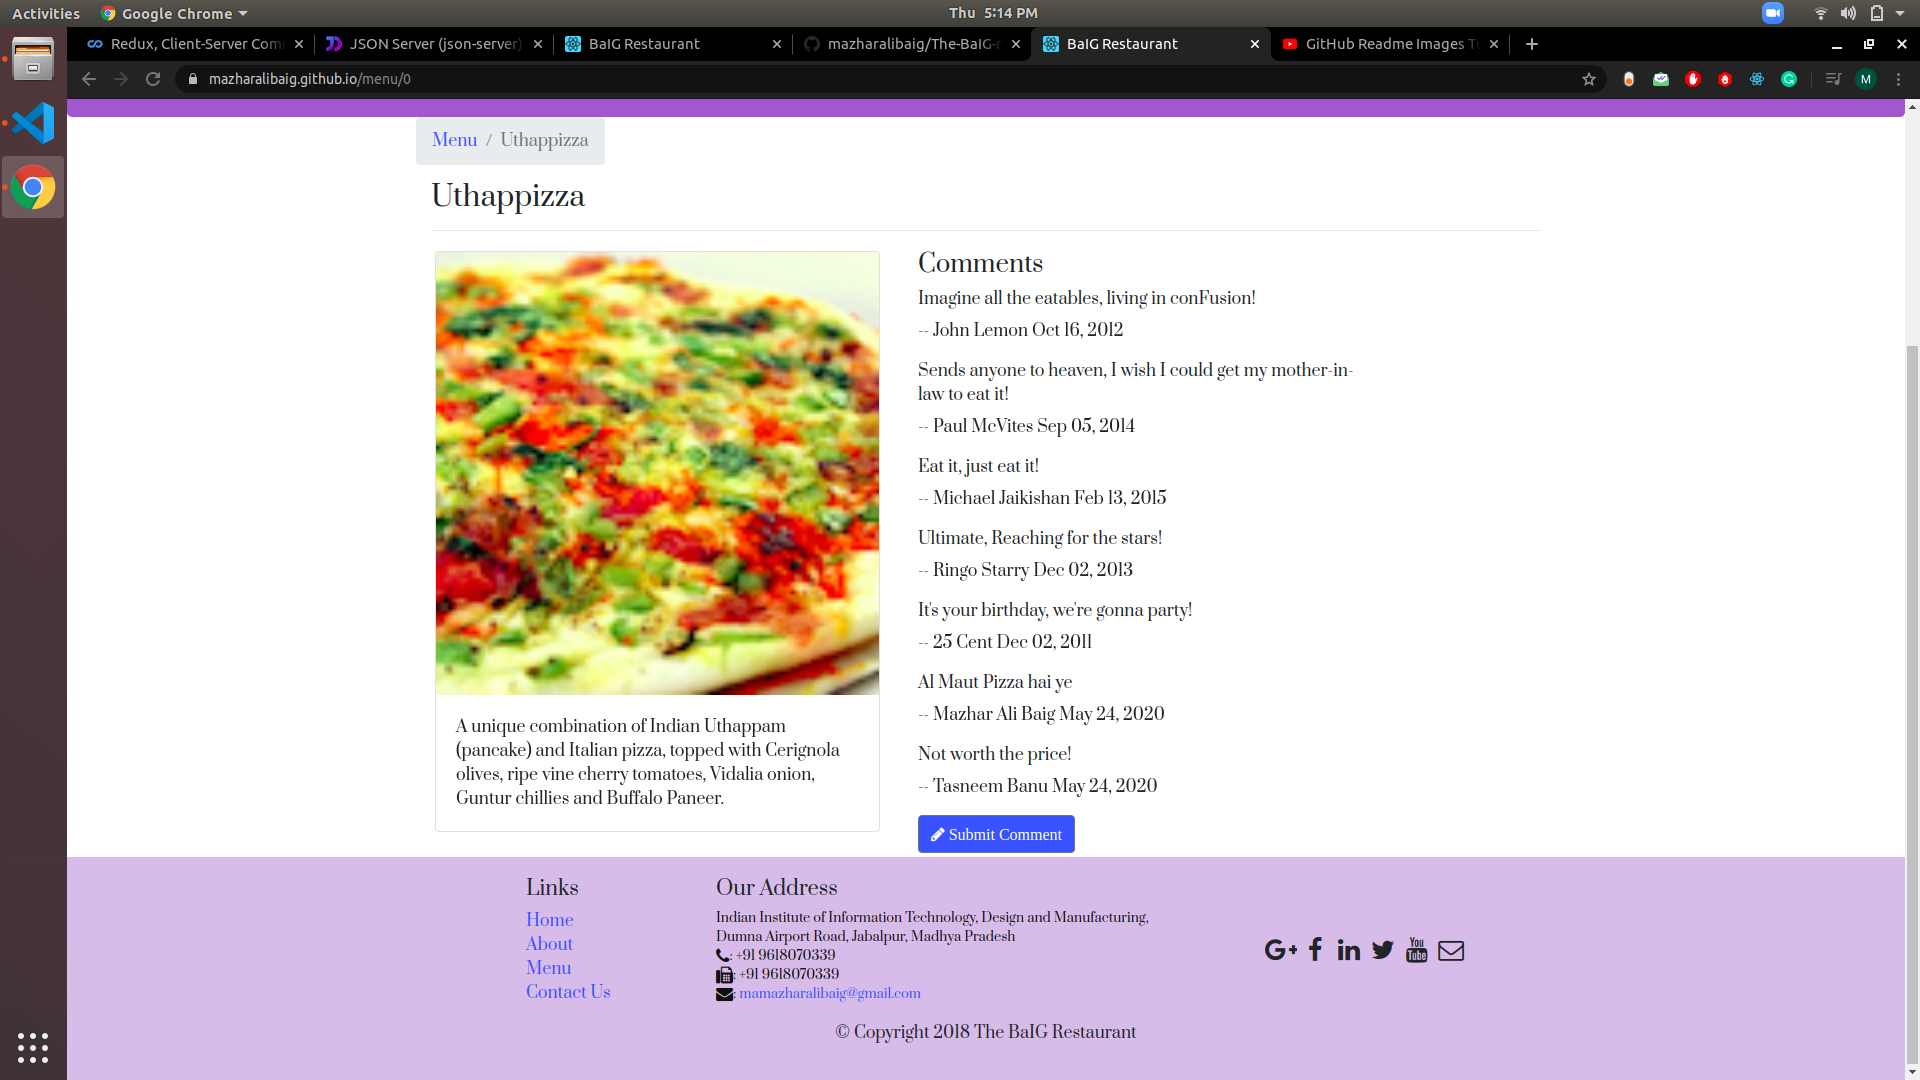 Activities
Google Chrome
Thu 5:14 PM
Redux, Client-Server Com
JSON Server (json-server)
BaIG Restaurant
mazharalibaig/The-BaIG-r
BaIG Restaurant
GitHub Readme Images Tu
mazharalibaig.github.io/menu/0
M
Menu / Uthappizza
Uthappizza
A unique combination of Indian Uthappam
(pancake) and Italian pizza, topped with Cerignola
olives, ripe vine cherry tomatoes, Vidalia onion,
Guntur chillies and Buffalo Paneer.
Comments
Imagine all the eatables, living in conFusion!
-- John Lemon Oct 16, 2012
Sends anyone to heaven, I wish I could get my mother-in-
law to eat it!
-- Paul McVites Sep 05, 2014
Eat it, just eat it!
-- Michael Jaikishan Feb 13, 2015
Ultimate, Reaching for the stars!
-- Ringo Starry Dec 02, 2013
It's your birthday, we're gonna party!
-- 25 Cent Dec 02, 2011
Al Maut Pizza hai ye
-- Mazhar Ali Baig May 24, 2020
Not worth the price!
-- Tasneem Banu May 24, 2020
Submit Comment
Links
Home
About
Menu
Contact Us
Our Address
Indian Institute of Information Technology, Design and Manufacturing,
Dumna Airport Road, Jabalpur, Madhya Pradesh
: +91 9618070339
: +91 9618070339
: mamazharalibaig@gmail.com
You
Tube
© Copyright 2018 The BaIG Restaurant